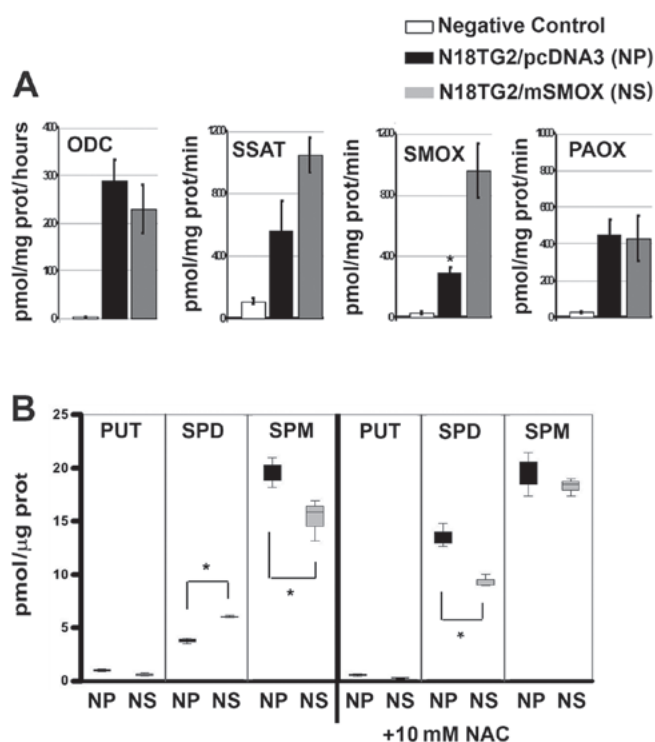 Negative Control
N18TG2/pcDNA3 (NP)
N18TG2/mSMOX (NS)
A
ODC
SSAT
SMOX
PAOX
pmol/mg prot/hours
400
300
200
100
0
pmol/mg prot/min
1200
800
400
0
pmol/mg prot/min
1200
800
400
0
*
pmol/mg prot/min
1000
800
600
400
200
0
B
pmol/µg prot
25
20
15
10
5
0
PUT
SPD
SPM
PUT
SPD
SPM
*
*
*
NP NS NP NS NP NS NP NS NP NS NP NS
+10 mM NAC